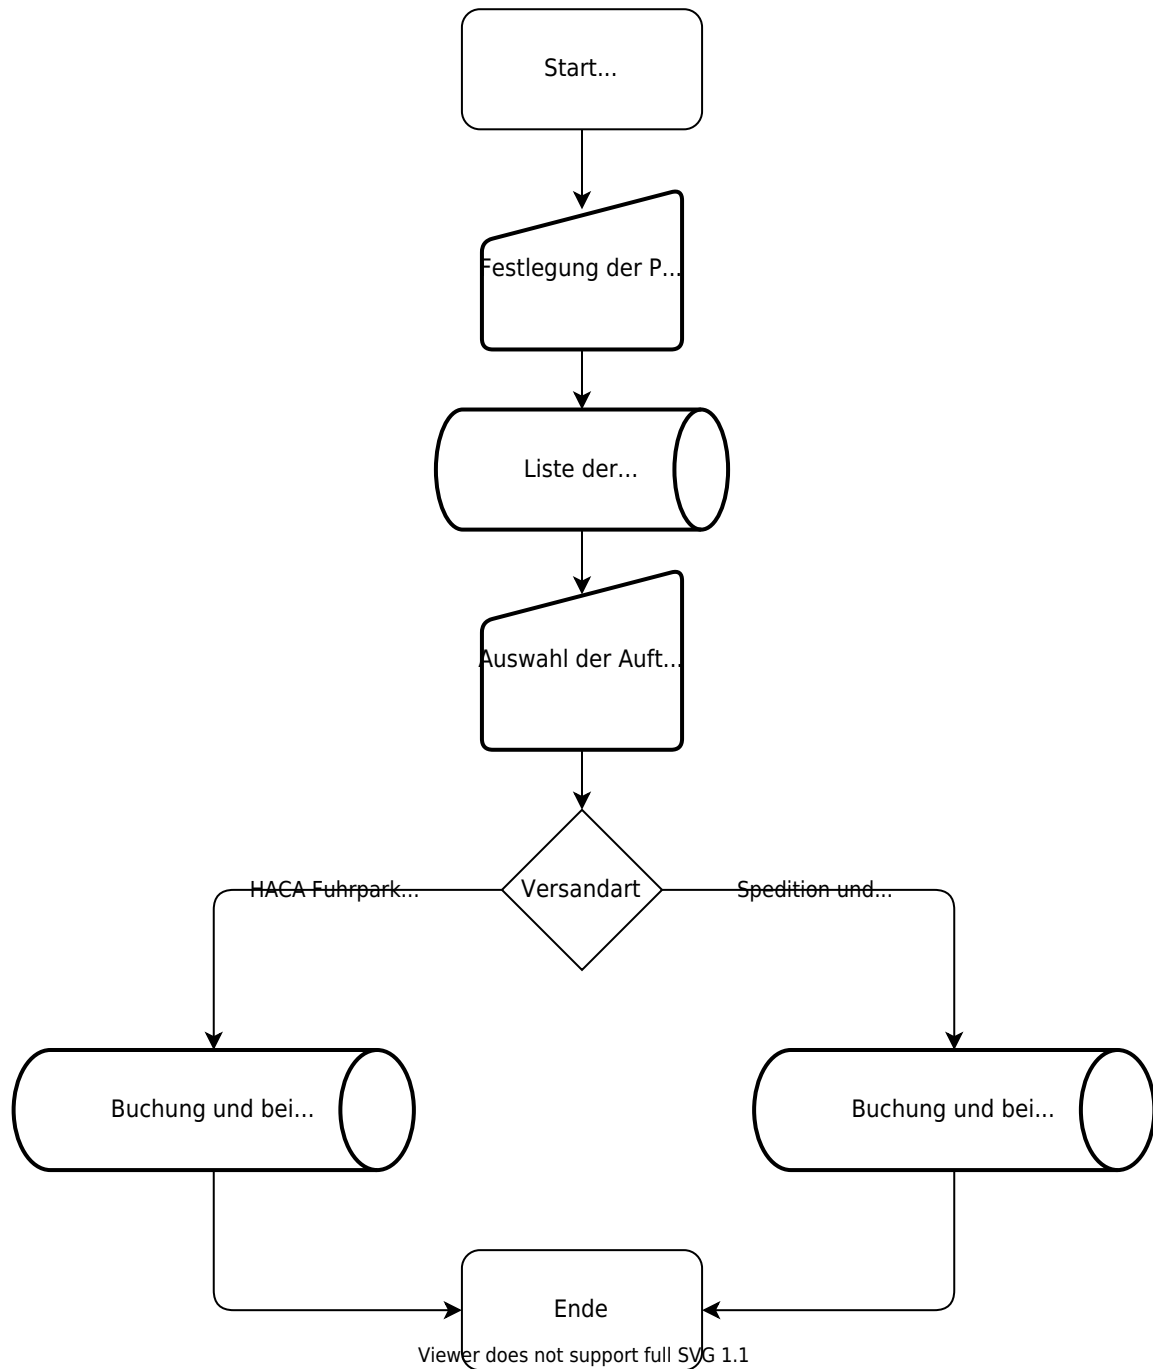 Start...
Festlegung der P...
Liste der...
Auswahl der Auft...
Versandart
HACA Fuhrpark...
Spedition und...
Buchung und bei...
Buchung und bei...
Ende
Viewer does not support full SVG 1.1